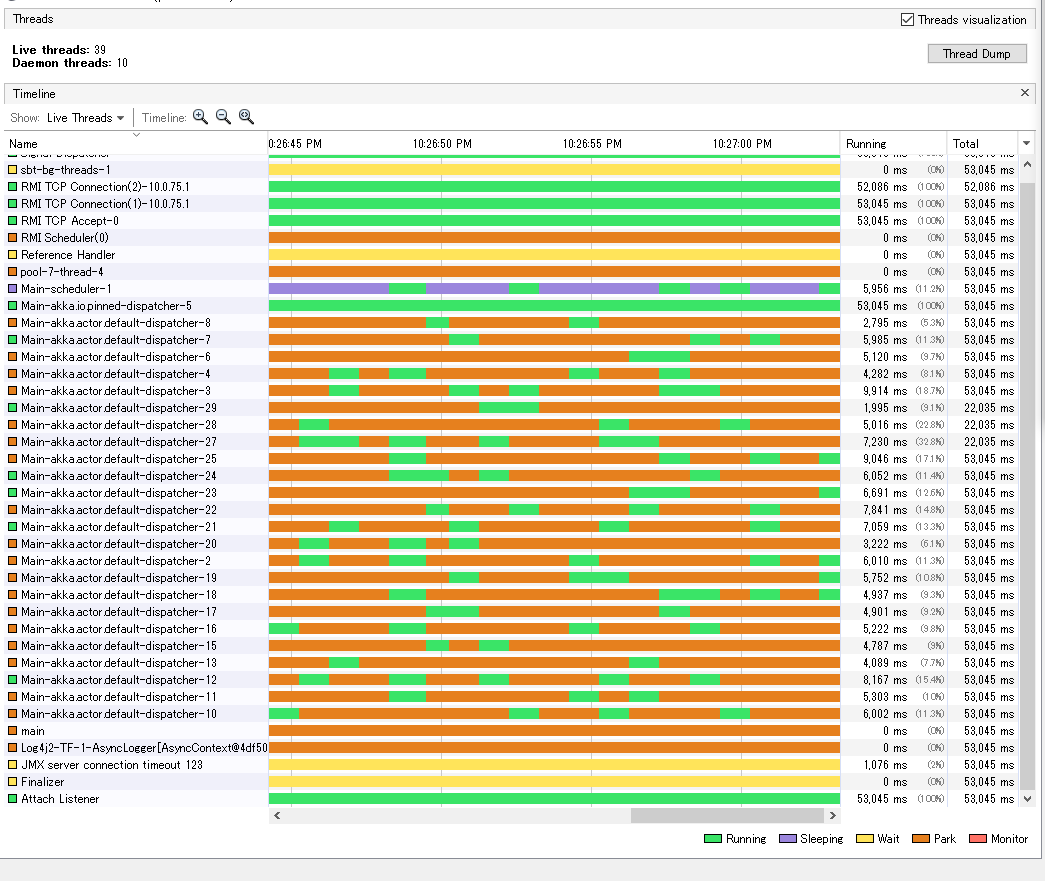 Threads Threads visualization
Live threads: 39
Daemon threads: 10
Thread Dump
Timeline
Show: Live Threads Timeline:
Name 0:26:45 PM 10:26:50 PM 10:26:55 PM 10:27:00 PM Running Total
sbt-bg-threads-1 0 ms (0%) 53,045 ms
RMI TCP Connection(2)-10.0.75.1 52,086 ms (100%) 52,086 ms
RMI TCP Connection(1)-10.0.75.1 53,045 ms (100%) 53,045 ms
RMI TCP Accept-0 53,045 ms (100%) 53,045 ms
RMI Scheduler(0) 0 ms (0%) 53,045 ms
Reference Handler 0 ms (0%) 53,045 ms
pool-7-thread-4 0 ms (0%) 53,045 ms
Main-scheduler-1 5,956 ms (11.2%) 53,045 ms
Main-akka.io.pinned-dispatcher-5 53,045 ms (100%) 53,045 ms
Main-akka.actor.default-dispatcher-8 2,795 ms (5.3%) 53,045 ms
Main-akka.actor.default-dispatcher-7 5,985 ms (11.3%) 53,045 ms
Main-akka.actor.default-dispatcher-6 5,120 ms (9.7%) 53,045 ms
Main-akka.actor.default-dispatcher-4 4,282 ms (8.1%) 53,045 ms
Main-akka.actor.default-dispatcher-3 9,914 ms (18.7%) 53,045 ms
Main-akka.actor.default-dispatcher-29 1,995 ms (9.1%) 22,035 ms
Main-akka.actor.default-dispatcher-28 5,016 ms (22.8%) 22,035 ms
Main-akka.actor.default-dispatcher-27 7,230 ms (32.8%) 22,035 ms
Main-akka.actor.default-dispatcher-25 9,046 ms (17.1%) 53,045 ms
Main-akka.actor.default-dispatcher-24 6,052 ms (11.4%) 53,045 ms
Main-akka.actor.default-dispatcher-23 6,691 ms (12.6%) 53,045 ms
Main-akka.actor.default-dispatcher-22 7,841 ms (14.8%) 53,045 ms
Main-akka.actor.default-dispatcher-21 7,059 ms (13.3%) 53,045 ms
Main-akka.actor.default-dispatcher-20 3,222 ms (6.1%) 53,045 ms
Main-akka.actor.default-dispatcher-2 6,010 ms (11.3%) 53,045 ms
Main-akka.actor.default-dispatcher-19 5,752 ms (10.8%) 53,045 ms
Main-akka.actor.default-dispatcher-18 4,937 ms (9.3%) 53,045 ms
Main-akka.actor.default-dispatcher-17 4,901 ms (9.2%) 53,045 ms
Main-akka.actor.default-dispatcher-16 5,222 ms (9.8%) 53,045 ms
Main-akka.actor.default-dispatcher-15 4,787 ms (9%) 53,045 ms
Main-akka.actor.default-dispatcher-13 4,089 ms (7.7%) 53,045 ms
Main-akka.actor.default-dispatcher-12 8,167 ms (15.4%) 53,045 ms
Main-akka.actor.default-dispatcher-11 5,303 ms (10%) 53,045 ms
Main-akka.actor.default-dispatcher-10 6,002 ms (11.3%) 53,045 ms
main 0 ms (0%) 53,045 ms
Log4j2-TF-1-AsyncLogger[AsyncContext@4df50 0 ms (0%) 53,045 ms
JMX server connection timeout 123 1,076 ms (2%) 53,045 ms
Finalizer 0 ms (0%) 53,045 ms
Attach Listener 53,045 ms (100%) 53,045 ms
Running Sleeping Wait Park Monitor